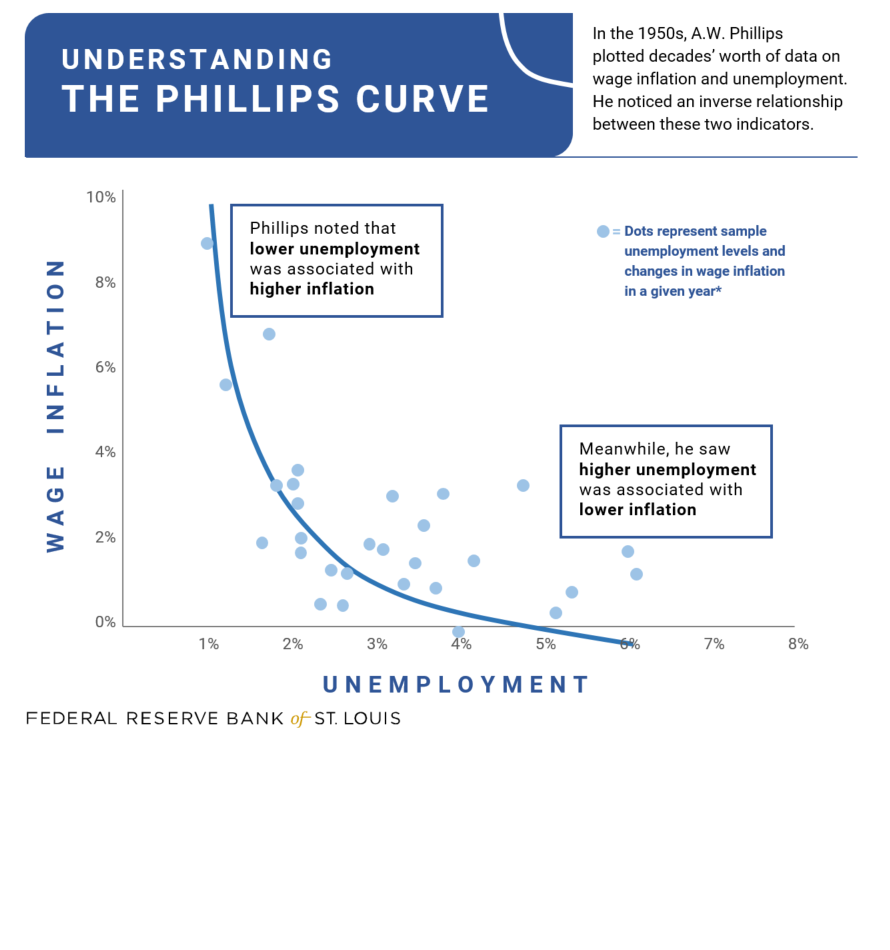 UNDERSTANDING
THE PHILLIPS CURVE
In the 1950s, A.W. Phillips
plotted decades’ worth of data on
wage inflation and unemployment.
He noticed an inverse relationship
between these two indicators.
10%
8%
6%
4%
2%
0%
WAGE INFLATION
Phillips noted that
lower unemployment
was associated with
higher inflation
= Dots represent sample
unemployment levels and
changes in wage inflation
in a given year*
Meanwhile, he saw
higher unemployment
was associated with
lower inflation
1% 2% 3% 4% 5% 6% 7% 8%
UNEMPLOYMENT
FEDERAL RESERVE BANK of ST. LOUIS